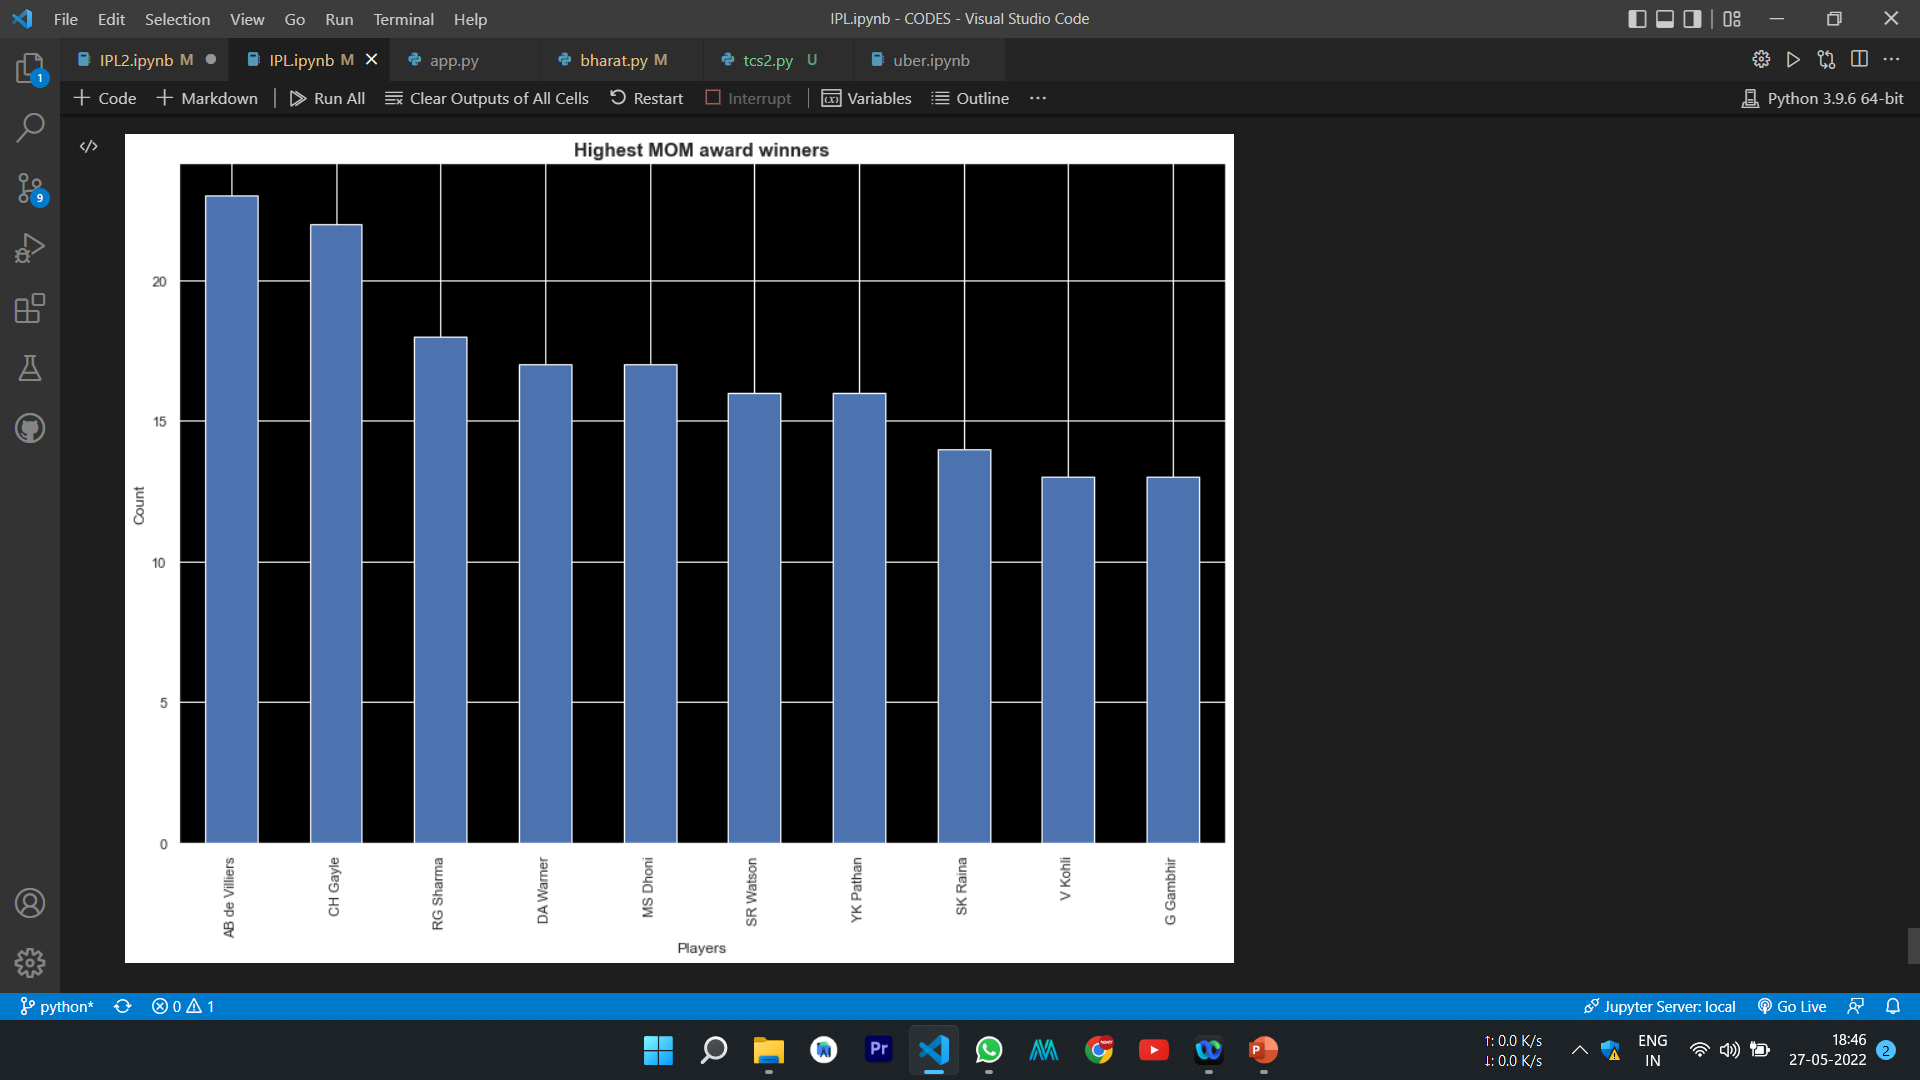 File Edit Selection View Go Run Terminal Help
IPL.ipynb - CODES - Visual Studio Code
IPL2.ipynb M
IPL.ipynb M
app.py
bharat.py M
tcs2.py U
uber.ipynb
Code
Markdown
Run All
Clear Outputs of All Cells
Restart
Interrupt
Variables
Outline
Python 3.9.6 64-bit
1
9
Highest MOM award winners
20
15
10
5
0
Count
AB de Villiers
CH Gayle
RG Sharma
DA Warner
MS Dhoni
SR Watson
YK Pathan
SK Raina
V Kohli
G Gambhir
Players
python*
0
1
Jupyter Server: local
Go Live
Pr
P
↑: 0.0 K/s
↓: 0.0 K/s
ENG
IN
18:46
27-05-2022
2